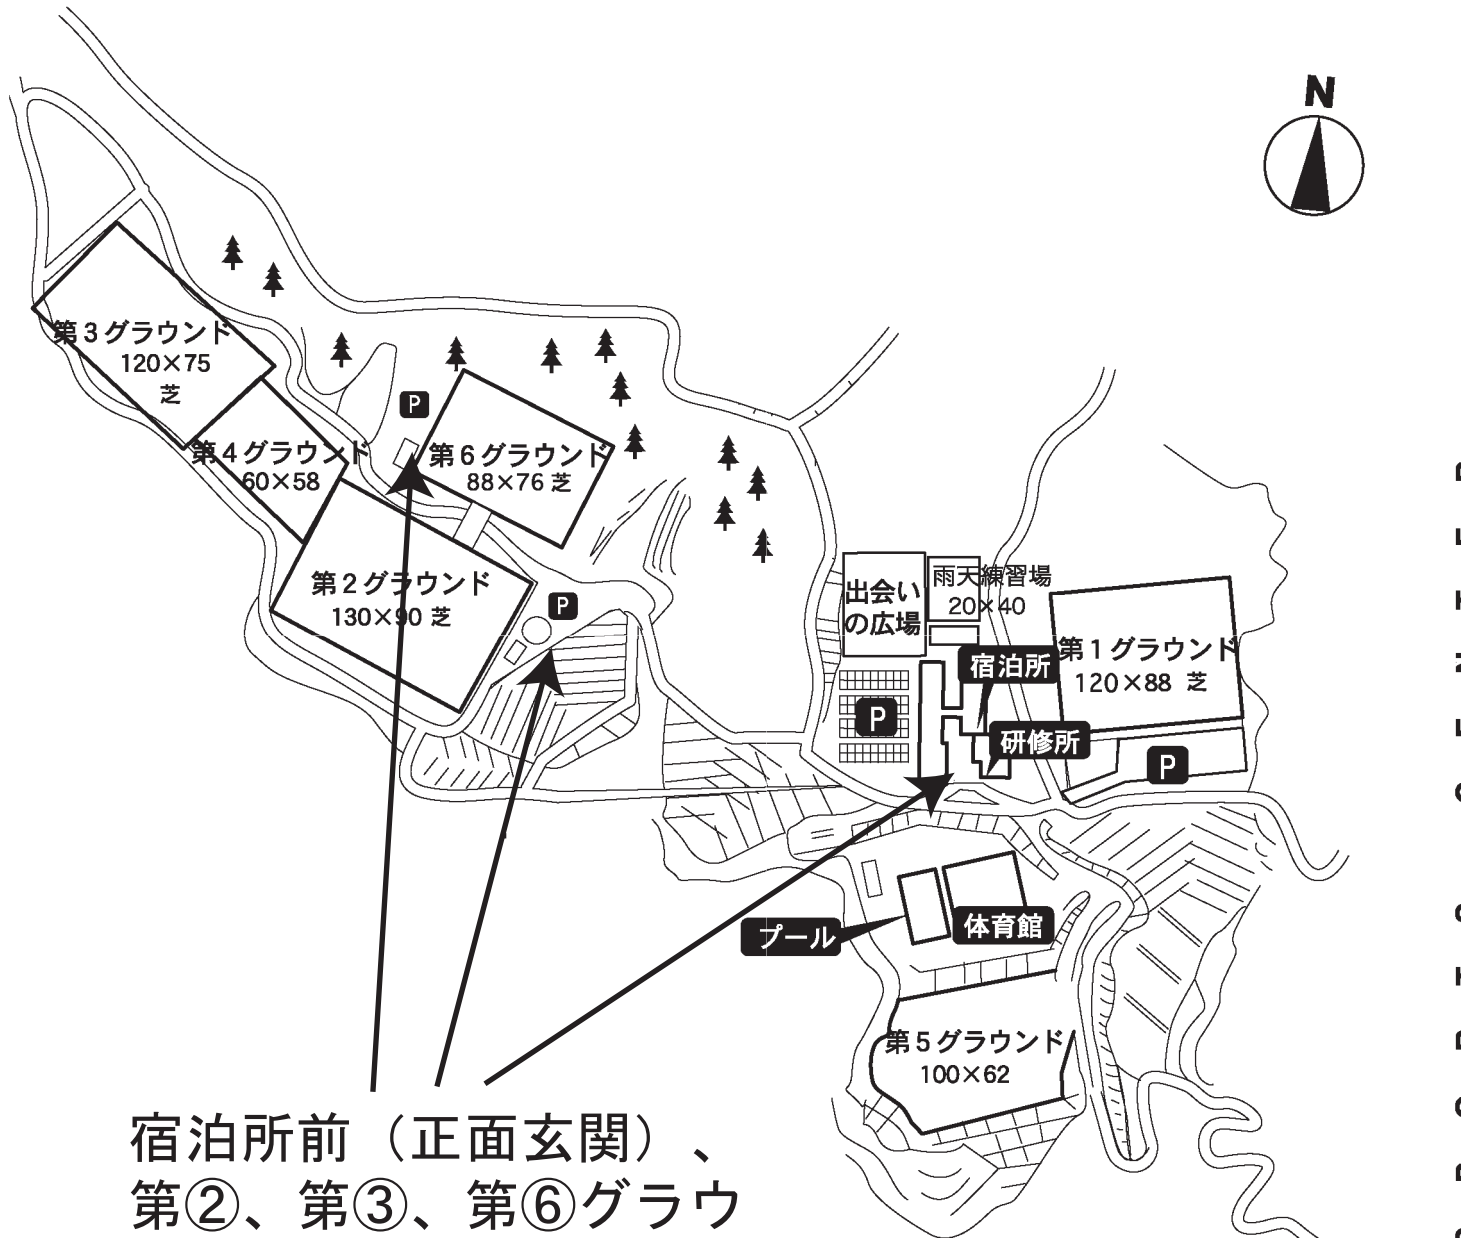 N
第3グラウンド
120×75
芝
P
第4グラウンド
60×58
第6グラウンド
88×76 芝
第2グラウンド
130×90 芝
P
出会い
の広場
雨天練習場
20×40
宿泊所
第1グラウンド
120×88 芝
P
研修所
P
プール
体育館
第5グラウンド
100×62
宿泊所前（正面玄関）、
第②、第③、第⑥グラウ